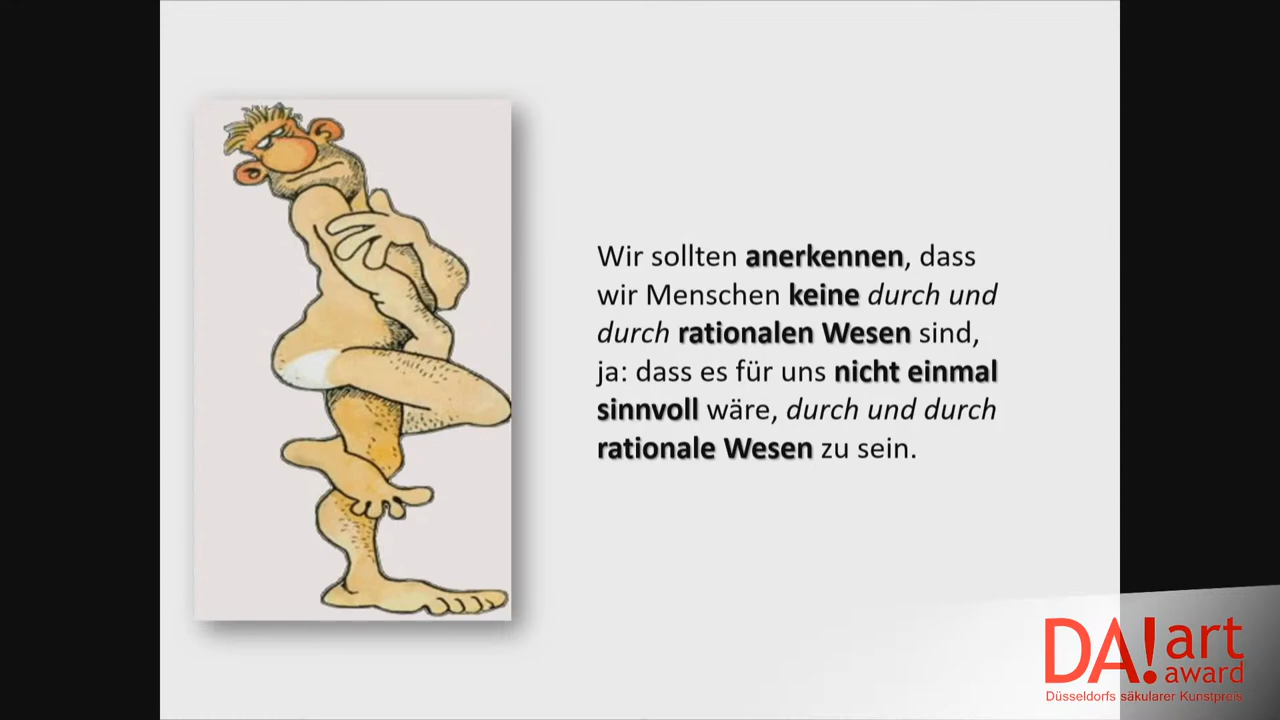 Wir sollten anerkennen, dass
wir Menschen keine durch und
durch rationalen Wesen sind,
ja: dass es für uns nicht einmal
sinnvoll wäre, durch und durch
rationale Wesen zu sein.
DA!art
award
Düsseldorfs säkularer Kunstpreis